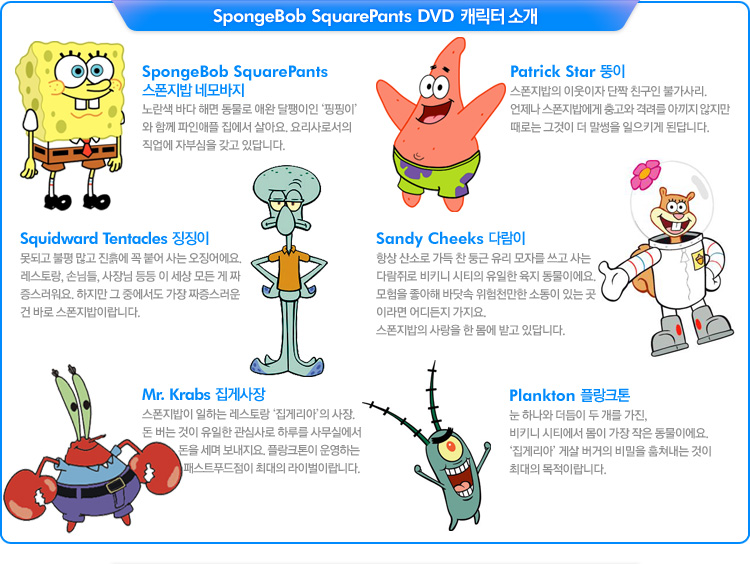 SpongeBob SquarePants DVD 캐릭터 소개
SpongeBob SquarePants
스폰지밥 네모바지
노란색 바다 해면 동물로 애완 달팽이인 '핑핑이'
와 함께 파인애플 집에서 살아요. 요리사로서의
직업에 자부심을 갖고 있답니다.
Patrick Star 뚱이
스폰지밥의 이웃이자 단짝 친구인 불가사리.
언제나 스폰지밥에게 충고와 격려를 아끼지 않지만
때로는 그것이 더 말썽을 일으키게 된답니다.
Squidward Tentacles 징징이
못되고 불평 많고 진흙에 꼭 붙어 사는 오징어에요.
레스토랑, 손님들, 사장님 등등 이 세상 모든 게 짜
증스러워요. 하지만 그 중에서도 가장 짜증스러운
건 바로 스폰지밥이랍니다.
Sandy Cheeks 다람이
항상 산소로 가득 찬 둥근 유리 모자를 쓰고 사는
다람쥐로 비키니 시티의 유일한 육지 동물이에요.
모험을 좋아해 바닷속 위험천만한 소동이 있는 곳
이라면 어디든지 가지요.
스폰지밥의 사랑을 한 몸에 받고 있답니다.
Mr. Krabs 집게사장
스폰지밥이 일하는 레스토랑 '집게리아'의 사장.
돈 버는 것이 유일한 관심사로 하루를 사무실에서
돈을 세며 보내지요. 플랑크톤이 운영하는
패스트푸드점이 최대의 라이벌이랍니다.
Plankton 플랑크톤
눈 하나와 더듬이 두 개를 가진,
비키니 시티에서 몸이 가장 작은 동물이에요.
'집게리아' 게살 버거의 비밀을 훔쳐내는 것이
최대의 목적이랍니다.